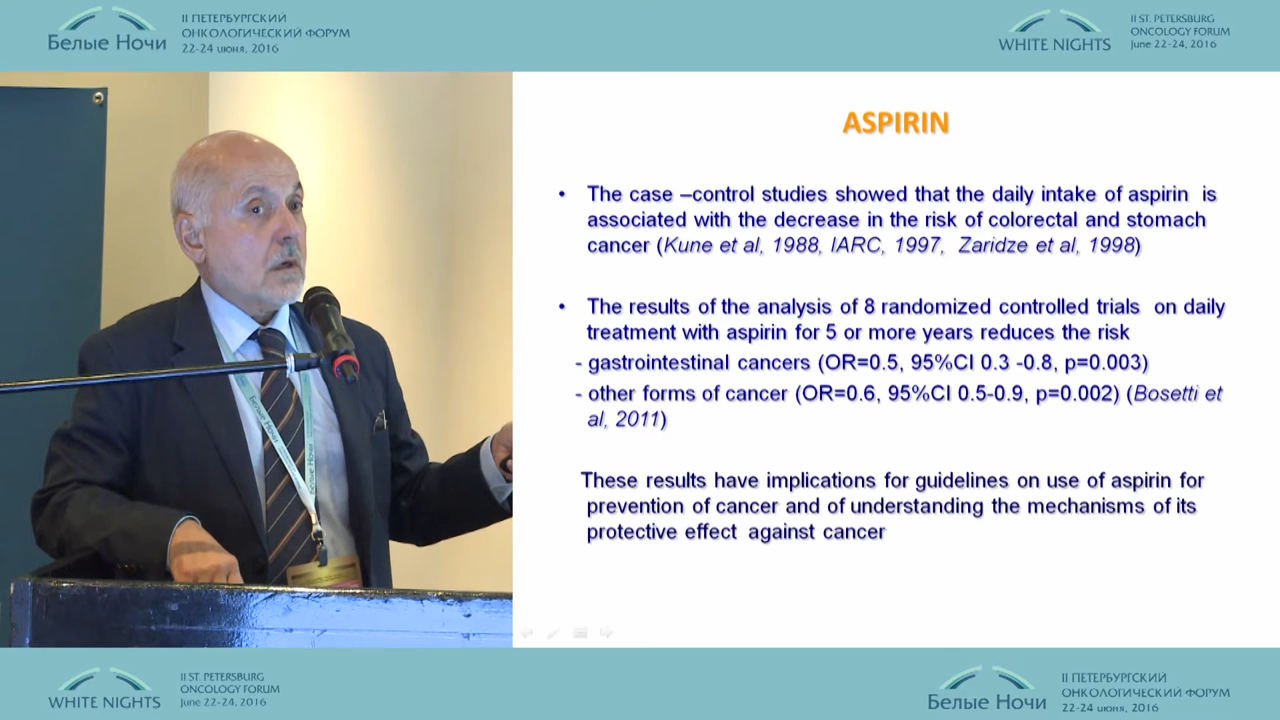 Белые Ночи
II ПЕТЕРБУРГСКИЙ
ОНКОЛОГИЧЕСКИЙ ФОРУМ
22-24 июня, 2016
WHITE NIGHTS
II ST. PETERSBURG
ONCOLOGY FORUM
June 22-24, 2016
ASPIRIN
• The case –control studies showed that the daily intake of aspirin is
associated with the decrease in the risk of colorectal and stomach
cancer (Kune et al, 1988, IARC, 1997, Zaridze et al, 1998)
• The results of the analysis of 8 randomized controlled trials on daily
treatment with aspirin for 5 or more years reduces the risk
- gastrointestinal cancers (OR=0.5, 95%CI 0.3 -0.8, p=0.003)
- other forms of cancer (OR=0.6, 95%CI 0.5-0.9, p=0.002) (Bosetti et
al, 2011)
These results have implications for guidelines on use of aspirin for
prevention of cancer and of understanding the mechanisms of its
protective effect against cancer
Белые Ночи
Белые Ночи
WHITE NIGHTS
II ST. PETERSBURG
ONCOLOGY FORUM
June 22-24, 2016
Белые Ночи
II ПЕТЕРБУРГСКИЙ
ОНКОЛОГИЧЕСКИЙ ФОРУМ
22-24 июня, 2016